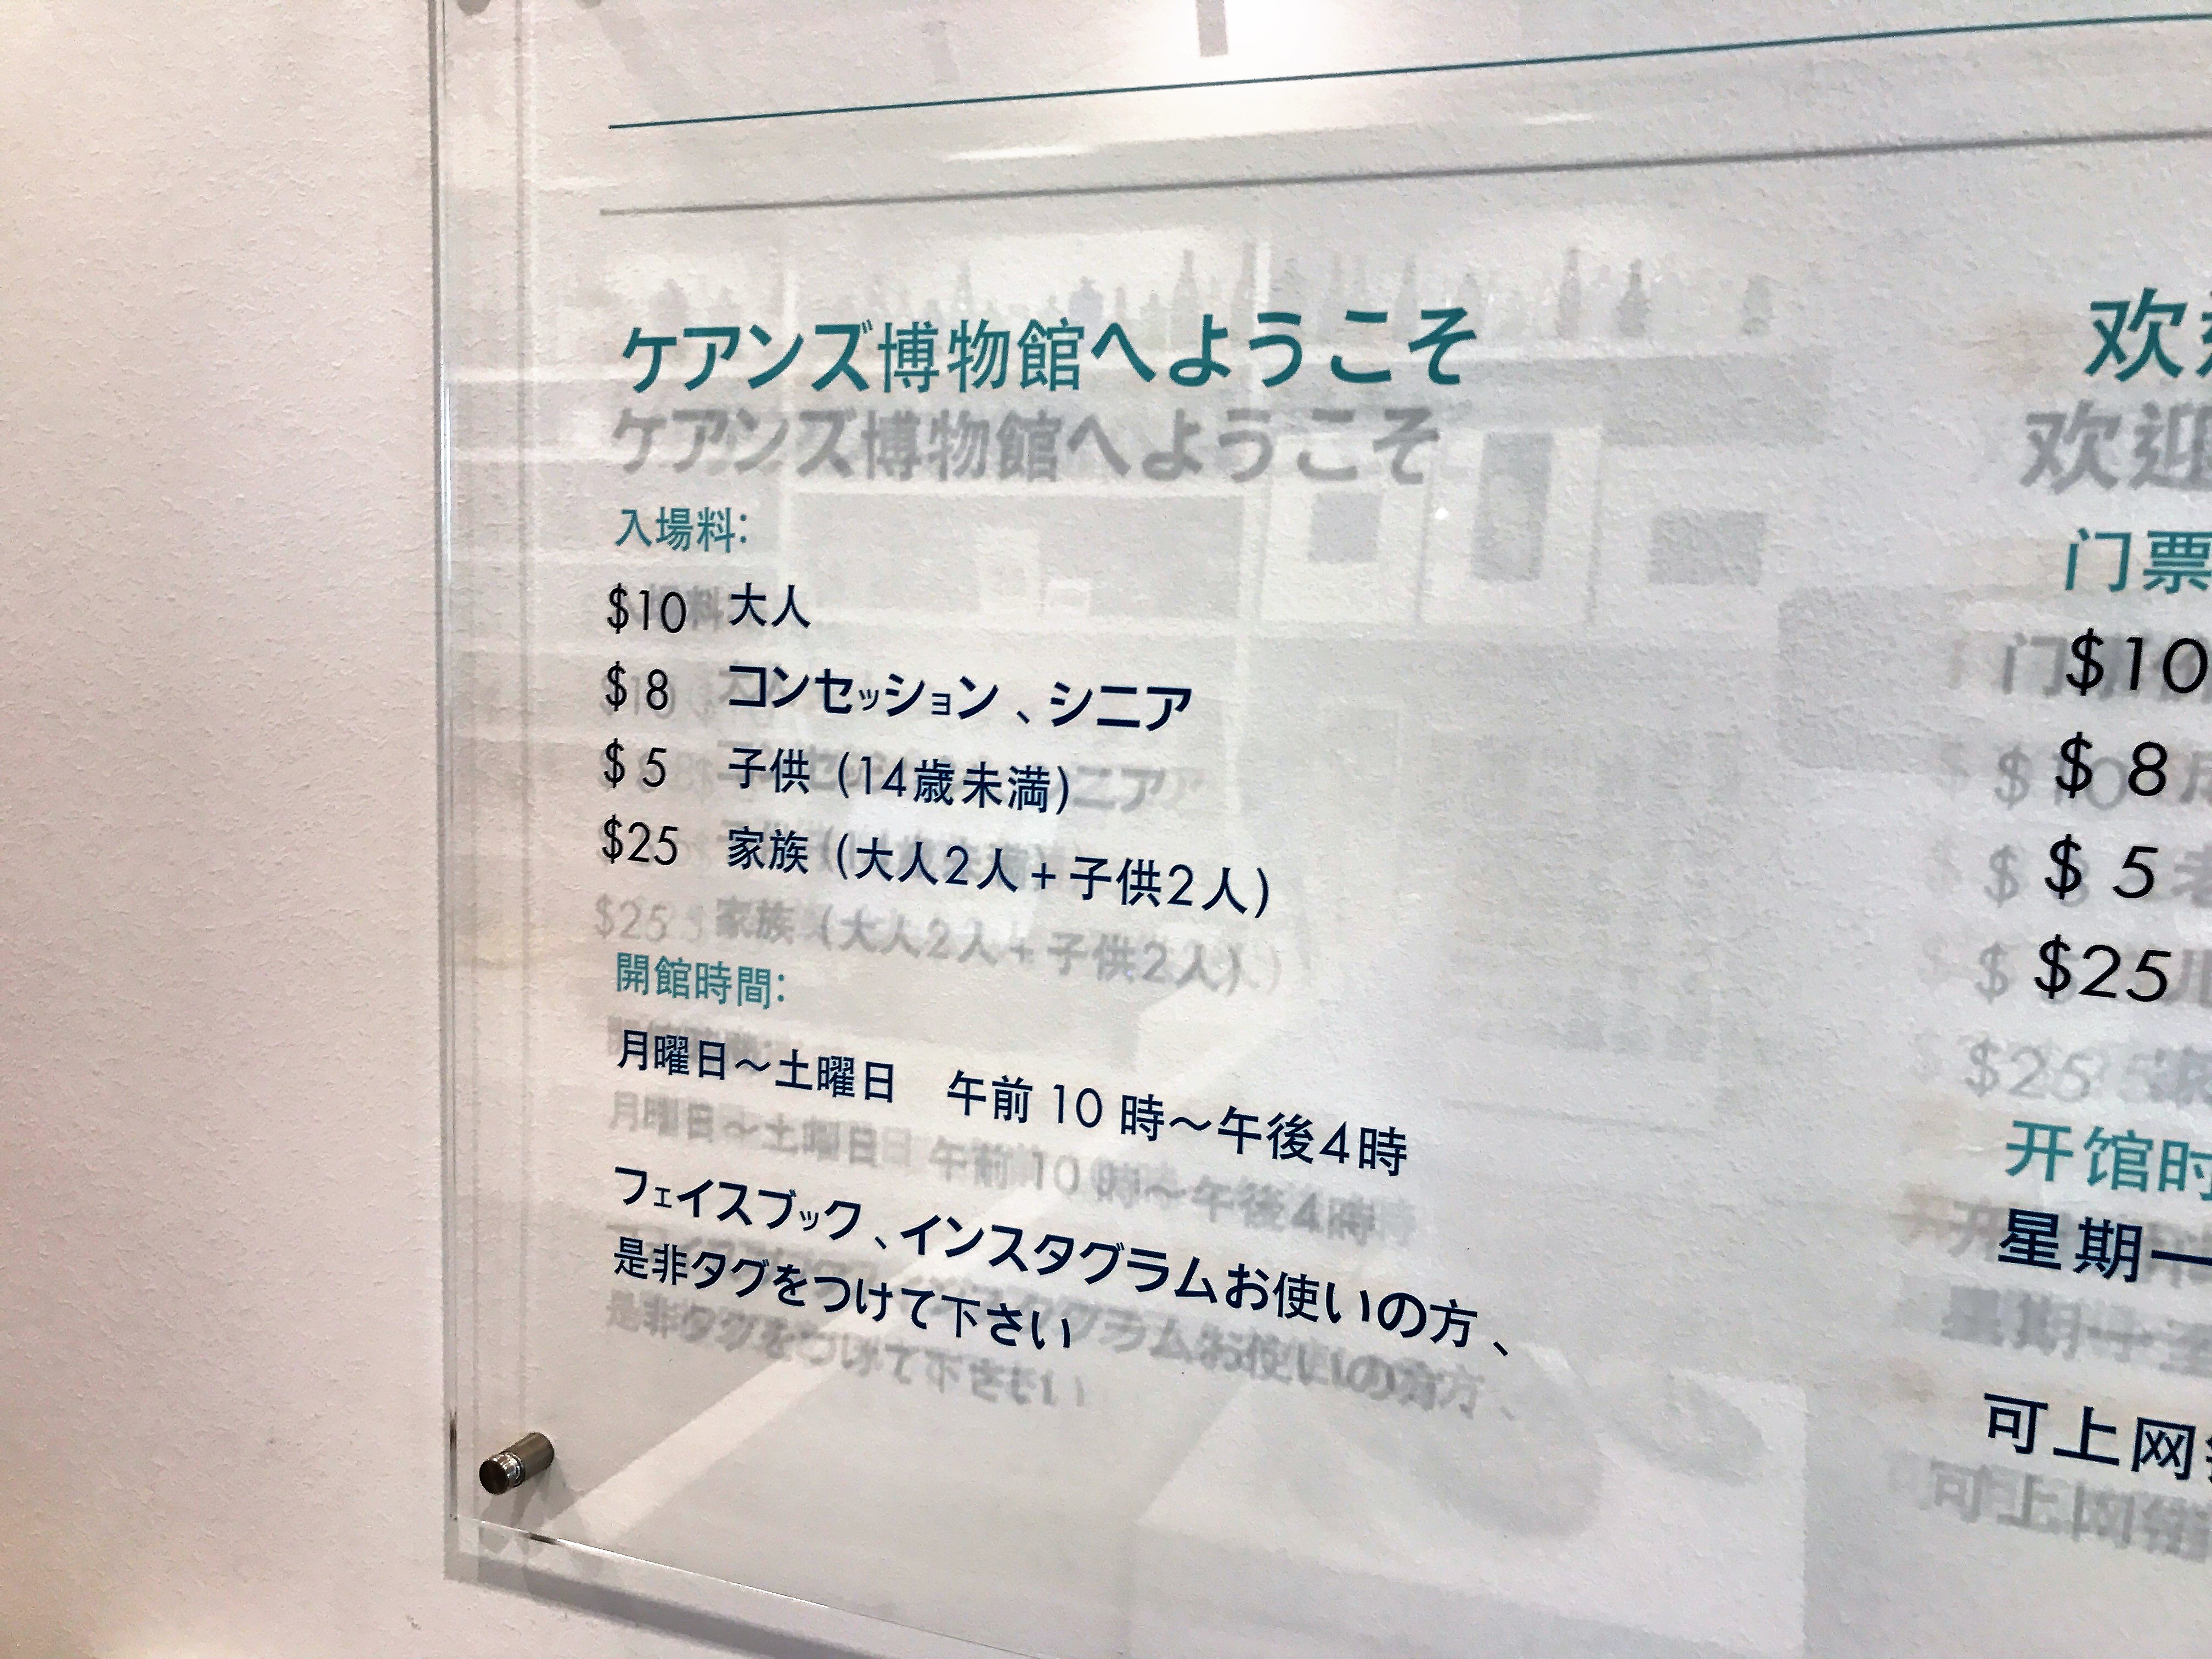 ケアンズ博物館へようこそ
入場料:
$10 大人
$8 コンセッション、シニア
$5 子供 (14歳未満)
$25 家族 (大人2人+子供2人)
開館時間:
月曜日~土曜日 午前10時~午後4時
フェイスブック、インスタグラムお使いの方、
是非タグをつけて下さい
欢迎
门票
$10
$8
$5
$25
开馆时
星期一
可上网